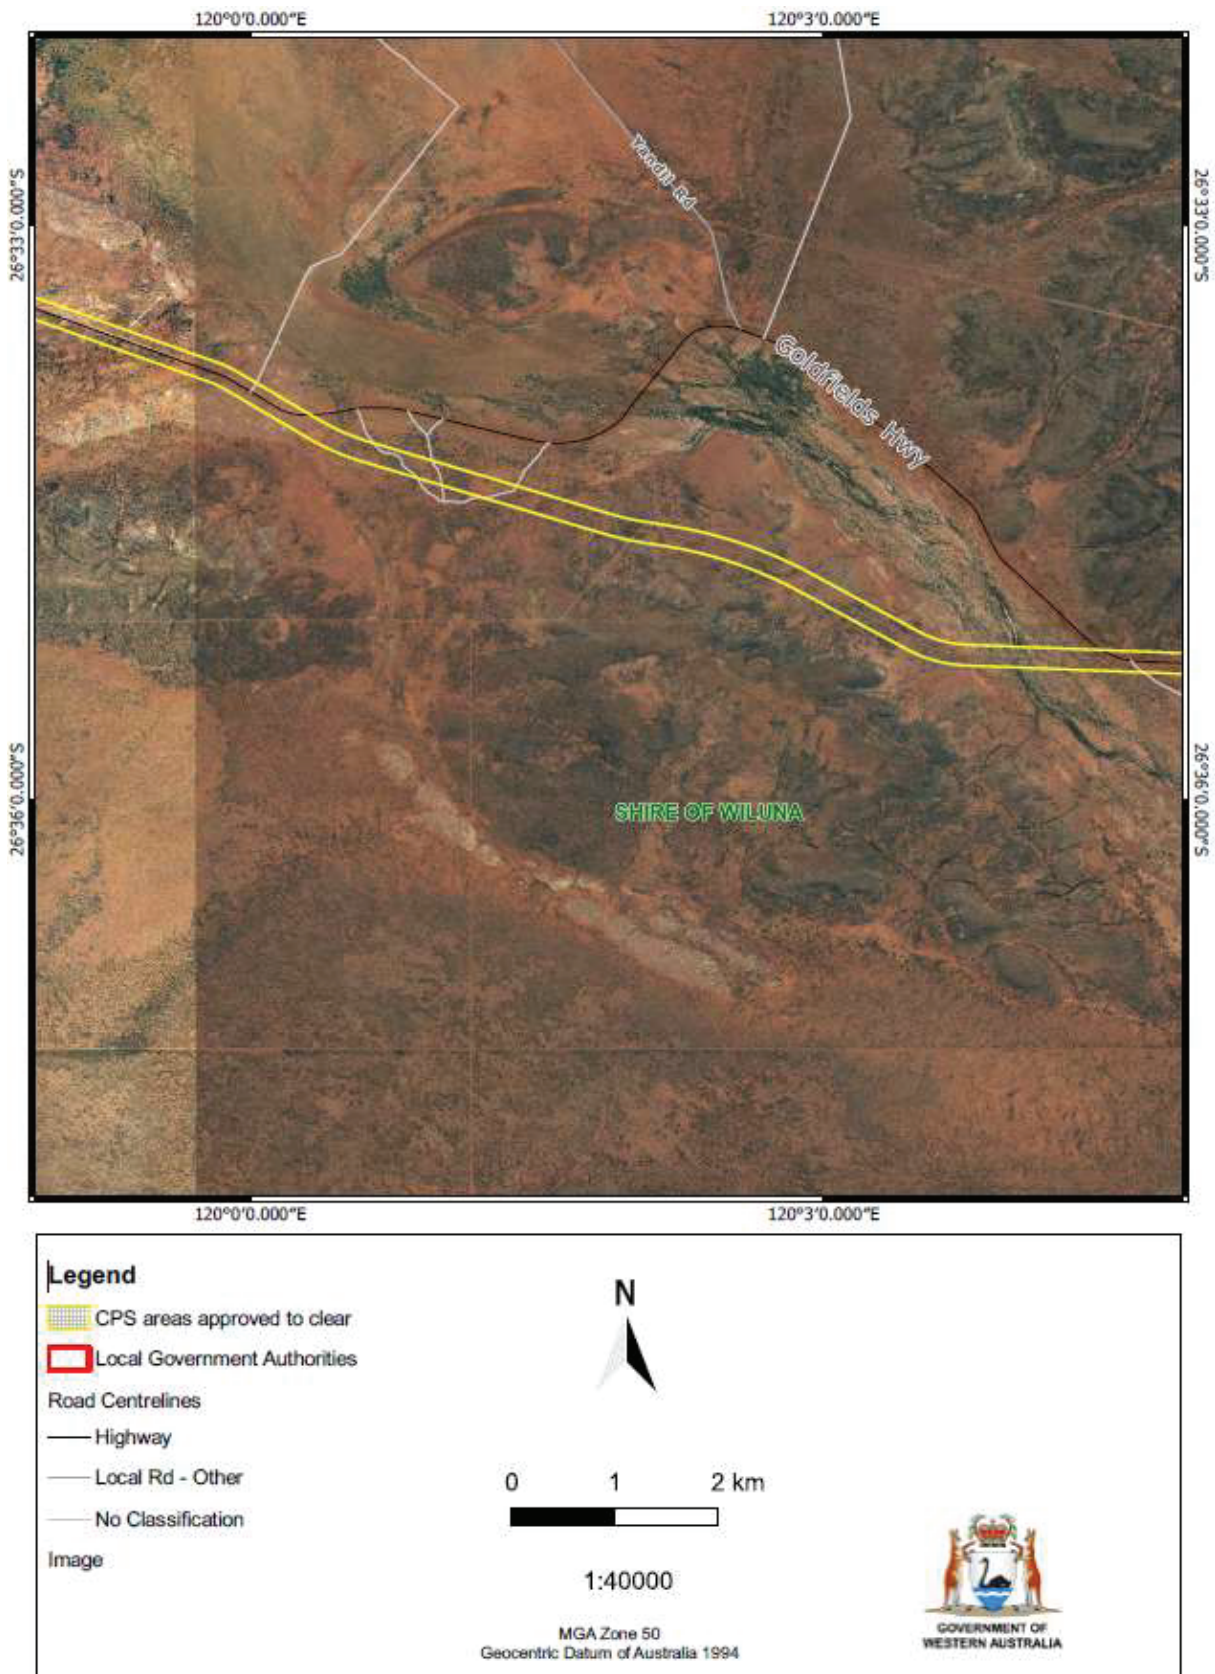 120°0'0.000"E 120°3'0.000"E
26°33'0.000"S 26°33'0.000"S
Yandil Rd
Goldfields Hwy
26°36'0.000"S 26°36'0.000"S
SHIRE OF WILUNA
120°0'0.000"E 120°3'0.000"E
Legend
CPS areas approved to clear
Local Government Authorities
Road Centrelines
Highway
Local Rd - Other
No Classification
Image
N
0 1 2 km
1:40000
MGA Zone 50
Geocentric Datum of Australia 1994
GOVERNMENT OF
WESTERN AUSTRALIA